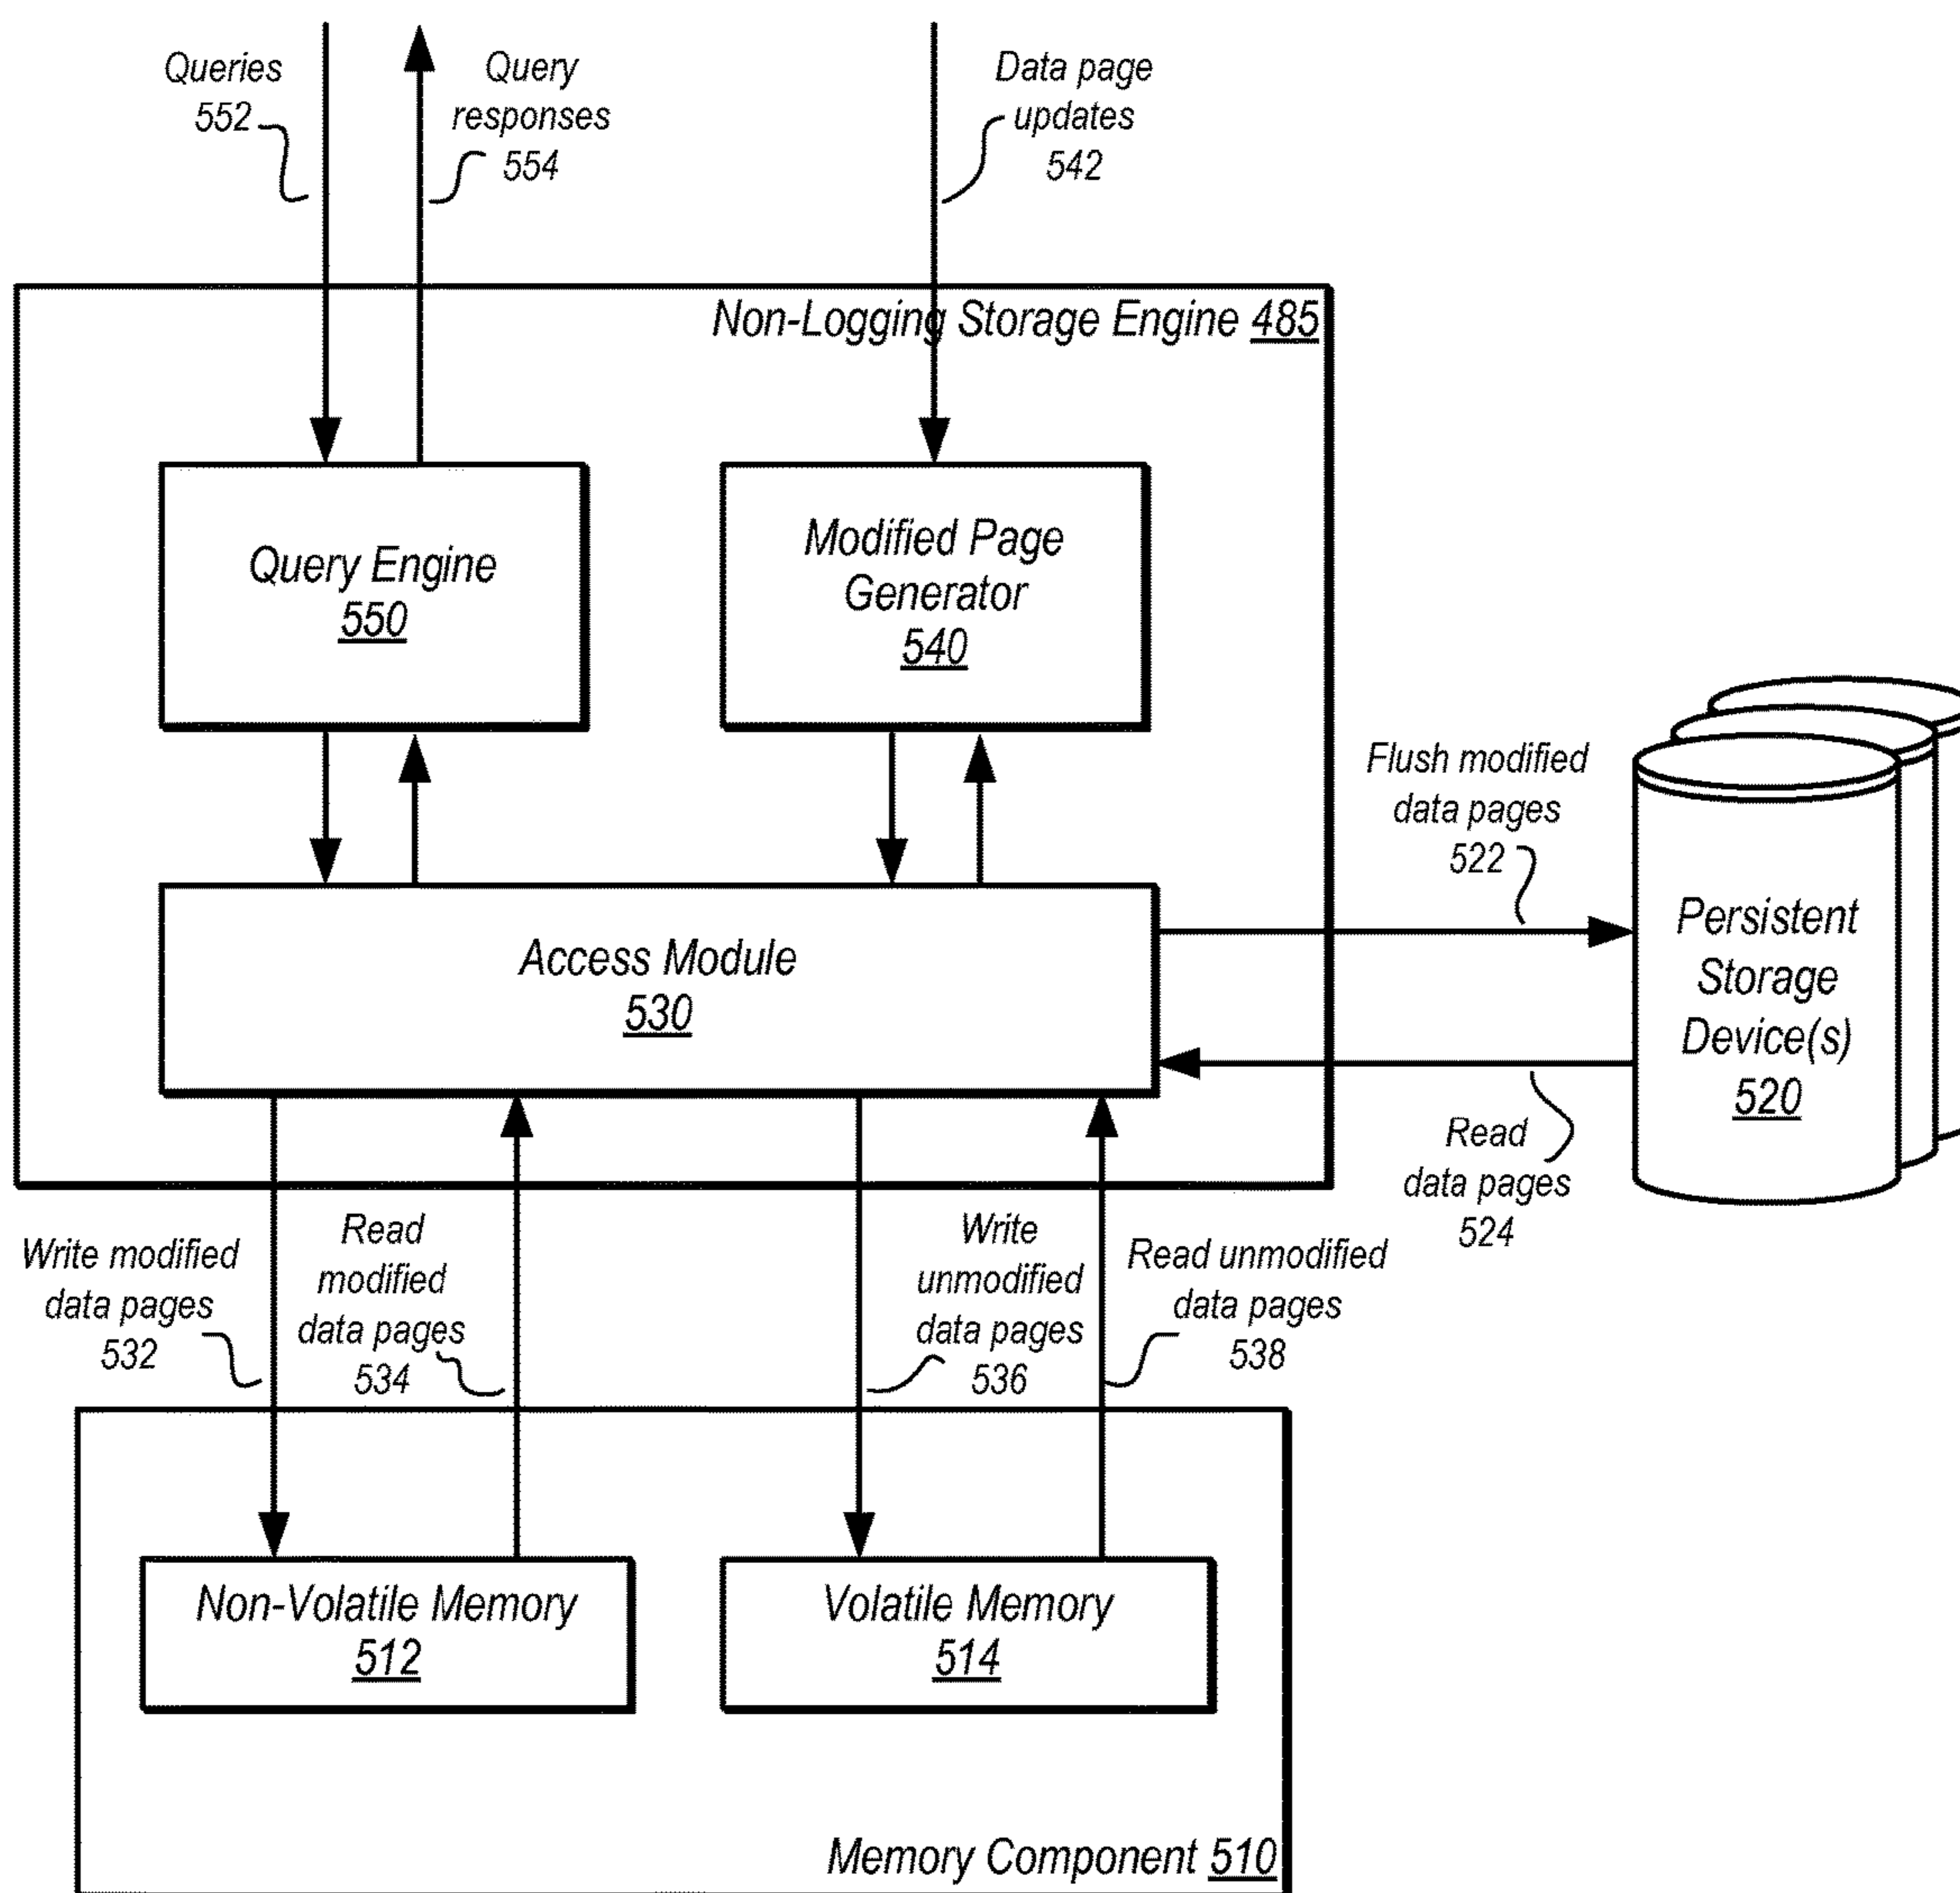 Queries
552
Query
responses
554
Data page
updates
542
Non-Logging Storage Engine 485
Query Engine
550
Modified Page
Generator
540
Flush modified
data pages
522
Persistent
Storage
Device(s)
520
Access Module
530
Read
data pages
524
Write modified
data pages
532
Read
modified
data pages
534
Write
unmodified
data pages
536
Read unmodified
data pages
538
Non-Volatile Memory
512
Volatile Memory
514
Memory Component 510